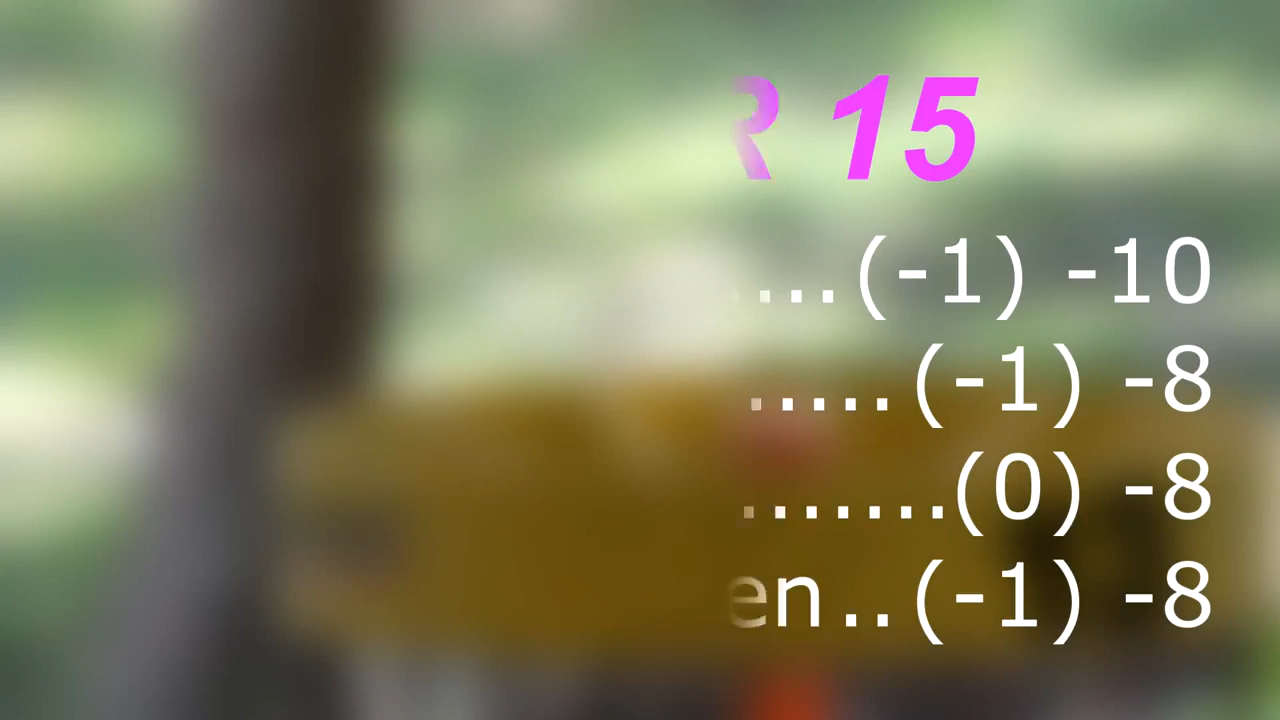 R 15
....(-1) -10
.....(-1) -8
.......(0) -8
en..(-1) -8